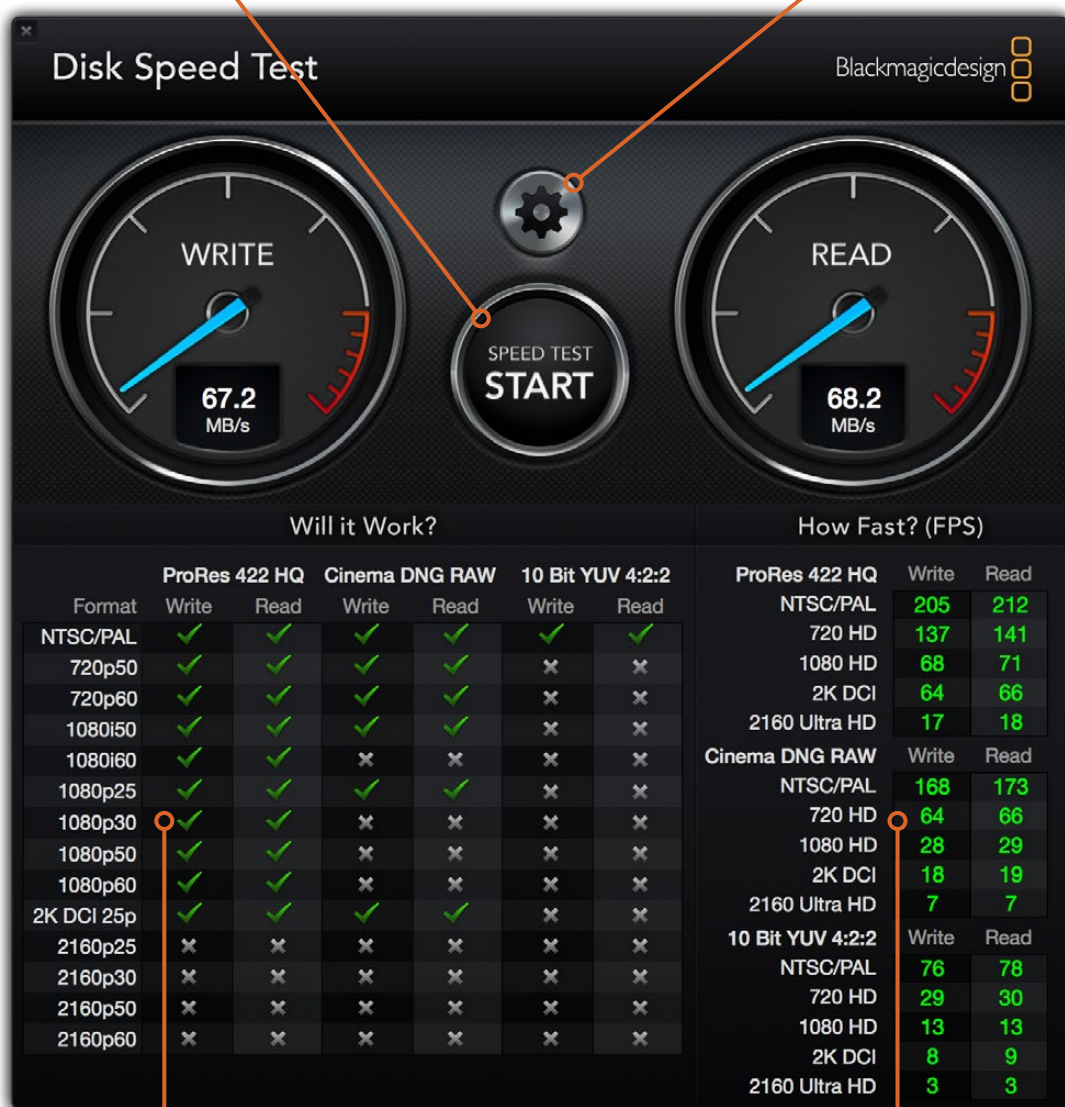 Disk Speed Test
Blackmagicdesign
WRITE
67.2
MB/s
SPEED TEST
START
READ
68.2
MB/s
Will it Work?
ProRes 422 HQ Cinema DNG RAW 10 Bit YUV 4:2:2
Format Write Read Write Read Write Read
NTSC/PAL
720p50
720p60
1080i50
1080i60
1080p25
1080p30
1080p50
1080p60
2K DCI 25p
2160p25
2160p30
2160p50
2160p60
How Fast? (FPS)
ProRes 422 HQ Write Read
NTSC/PAL 205 212
720 HD 137 141
1080 HD 68 71
2K DCI 64 66
2160 Ultra HD 17 18
Cinema DNG RAW Write Read
NTSC/PAL 168 173
720 HD 64 66
1080 HD 28 29
2K DCI 18 19
2160 Ultra HD 7 7
10 Bit YUV 4:2:2 Write Read
NTSC/PAL 76 78
720 HD 29 30
1080 HD 13 13
2K DCI 8 9
2160 Ultra HD 3 3